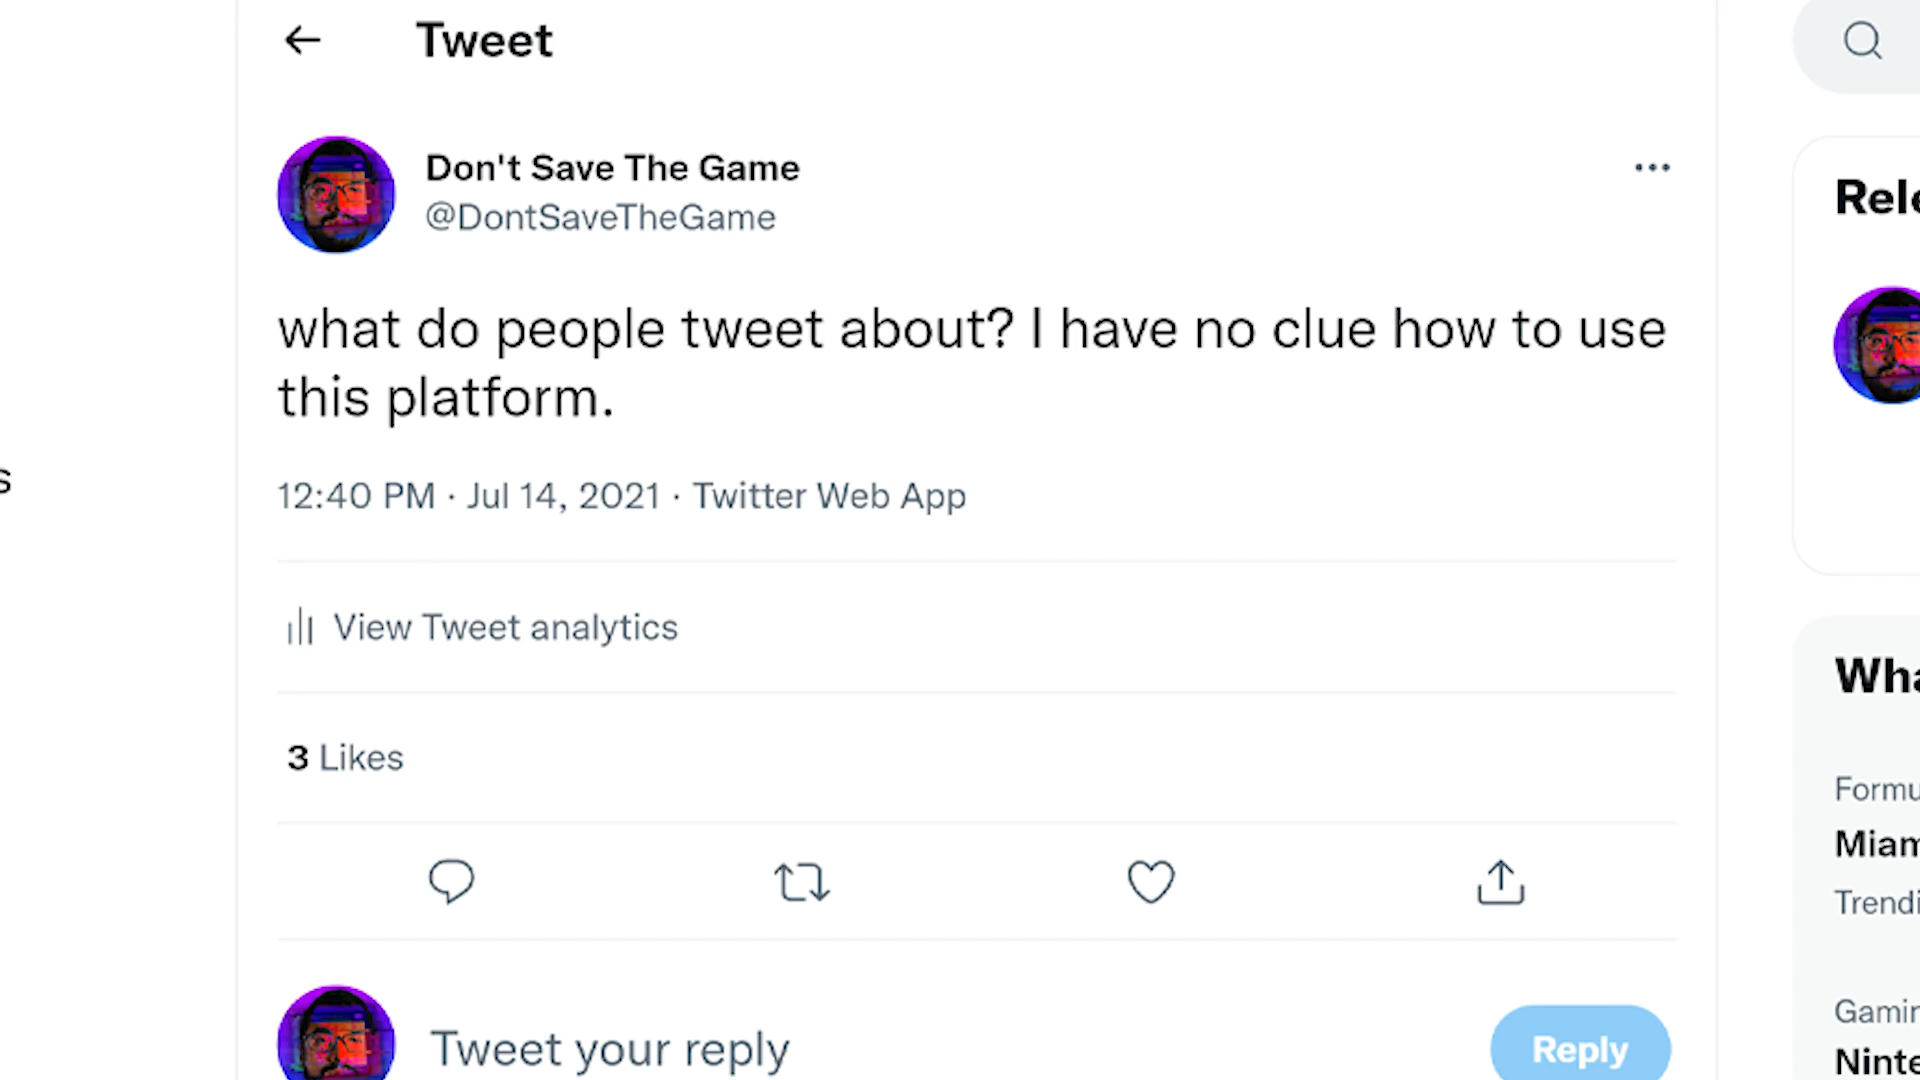 Tweet
Don't Save The Game
@DontSaveTheGame
what do people tweet about? I have no clue how to use
this platform.
12:40 PM · Jul 14, 2021 · Twitter Web App
View Tweet analytics
3 Likes
Tweet your reply
Reply